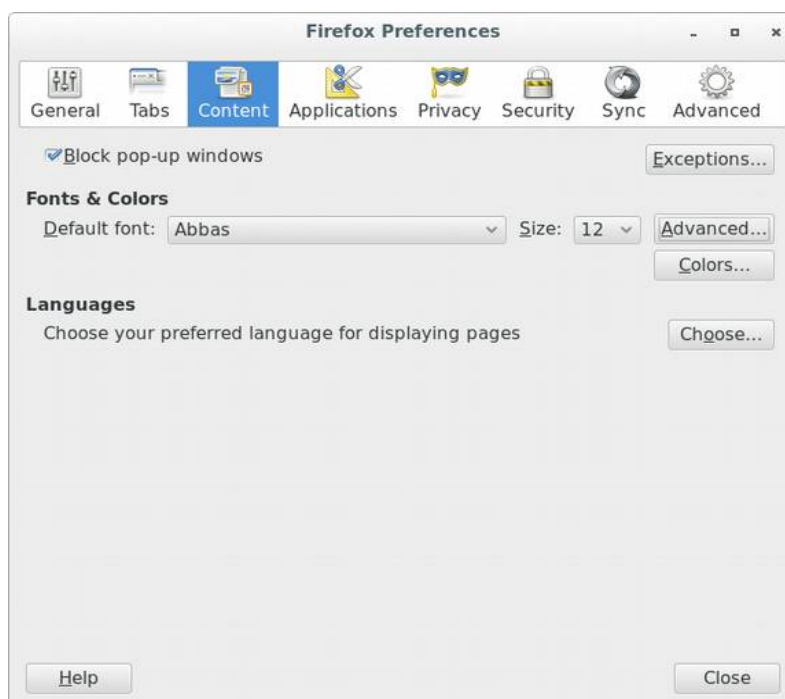 Firefox Preferences
General Tabs Content Applications Privacy Security Sync Advanced
Block pop-up windows Exceptions...
Fonts & Colors
Default font: Abbas Size: 12 Advanced...
Colors...
Languages
Choose your preferred language for displaying pages Choose...
Help Close